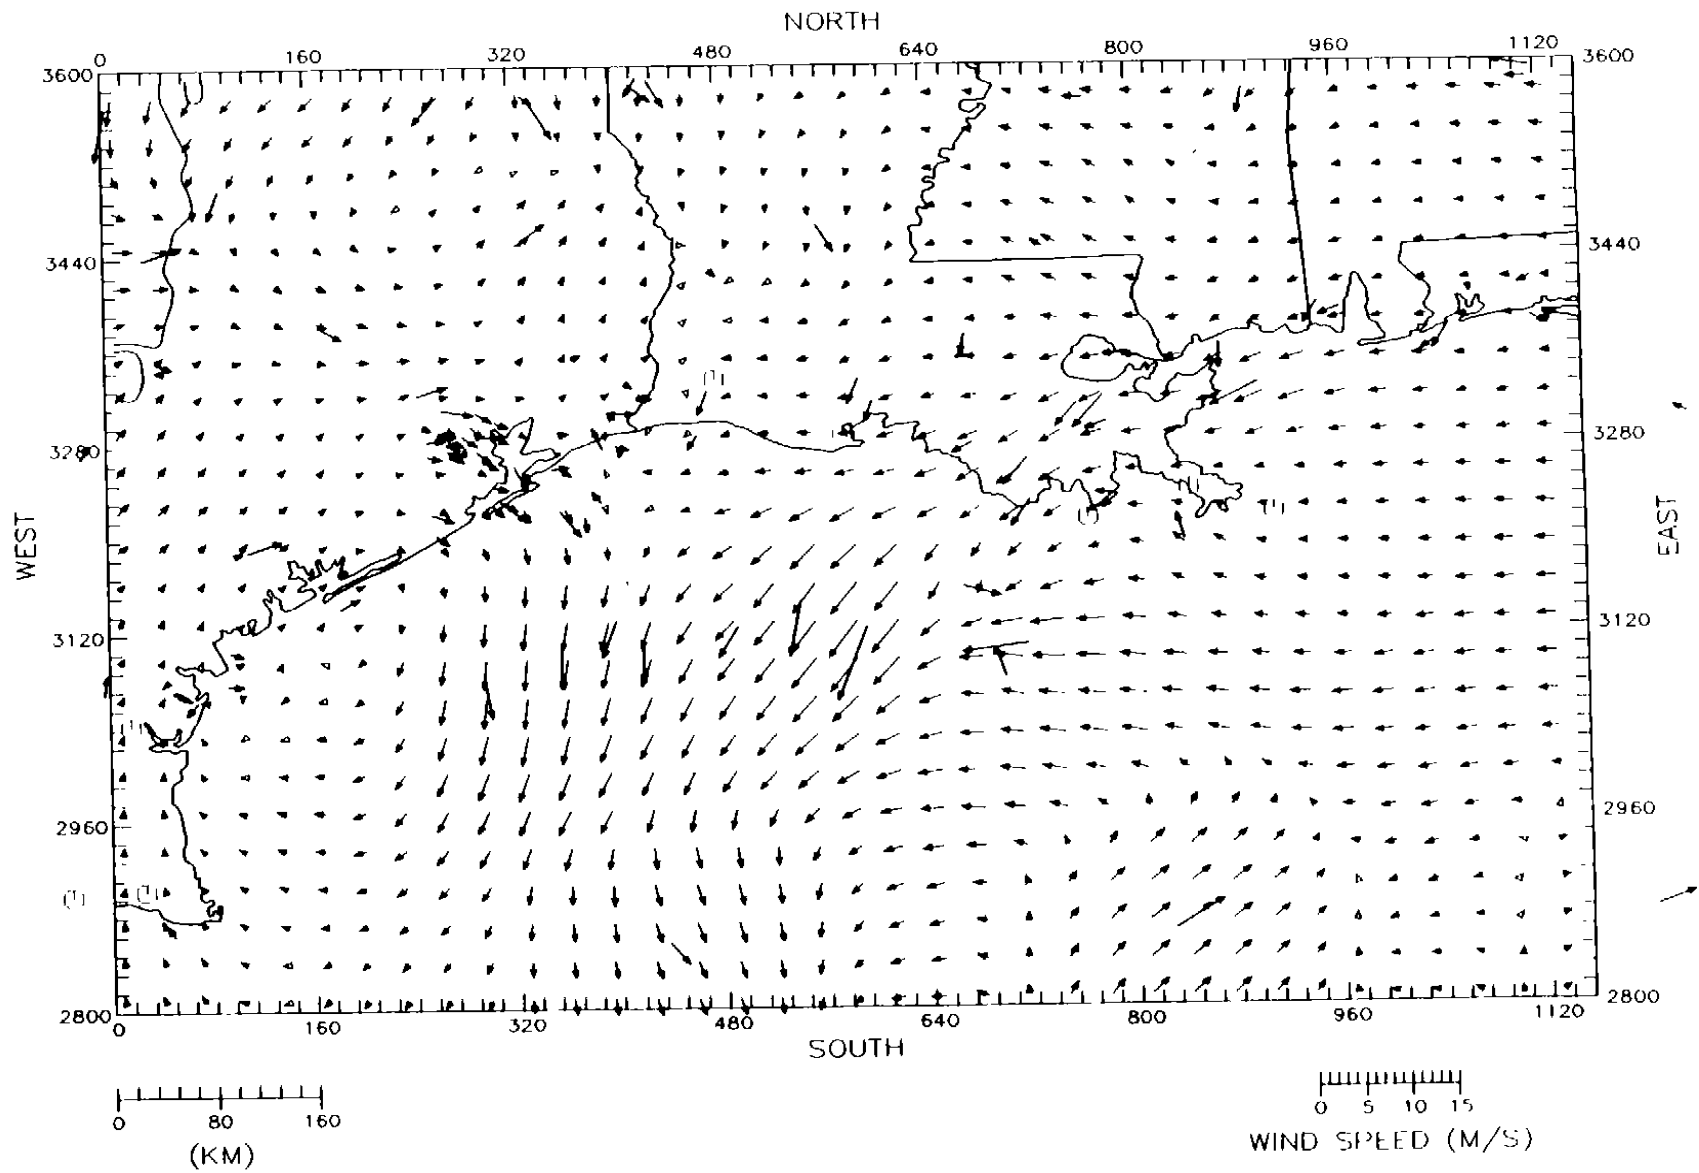 NORTH
0 160 320 480 640 800 960 1120
3600 3600
3440 3440
3280 3280
WEST EAST
3120 3120
2960 2960
2800 2800
0 160 320 480 640 800 960 1120
SOUTH
0 80 160
(KM)
0 5 10 15
WIND SPEED (M/S)